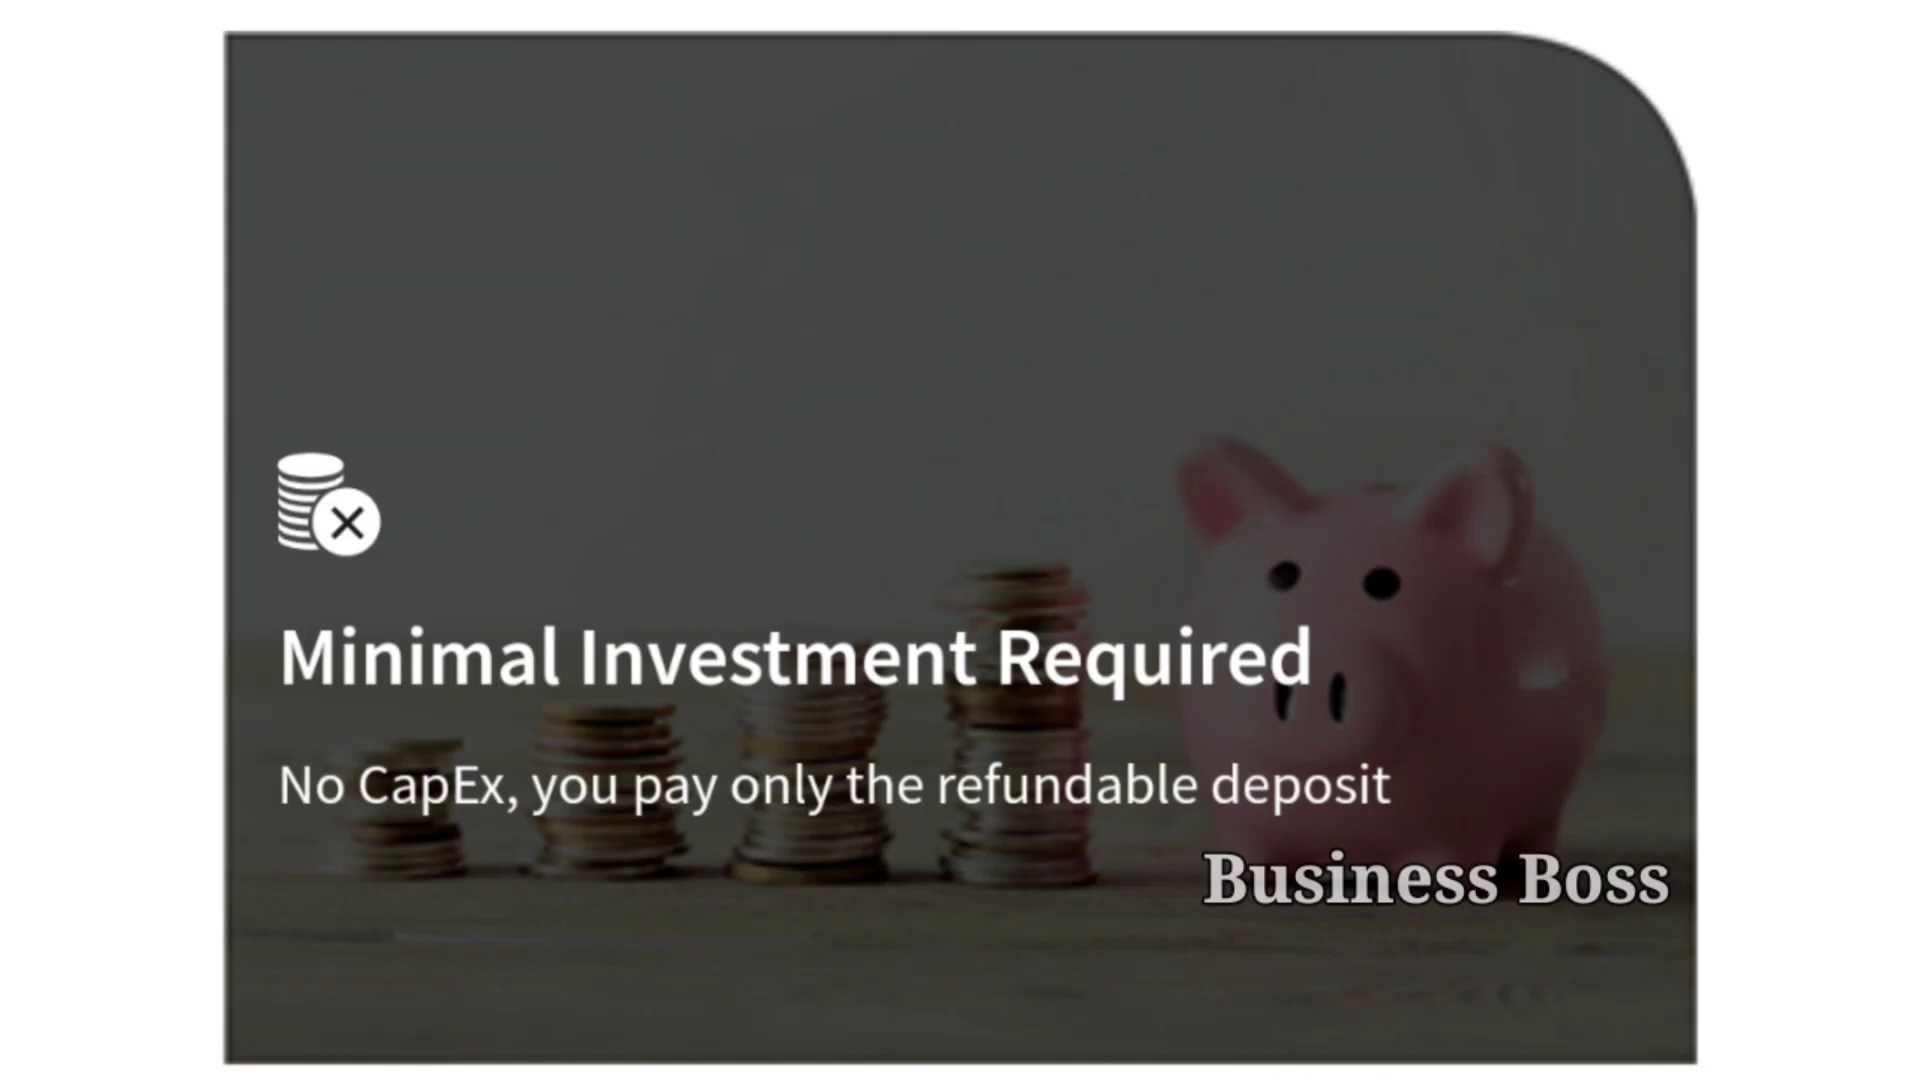 Minimal Investment Required
No CapEx, you pay only the refundable deposit
Business Boss